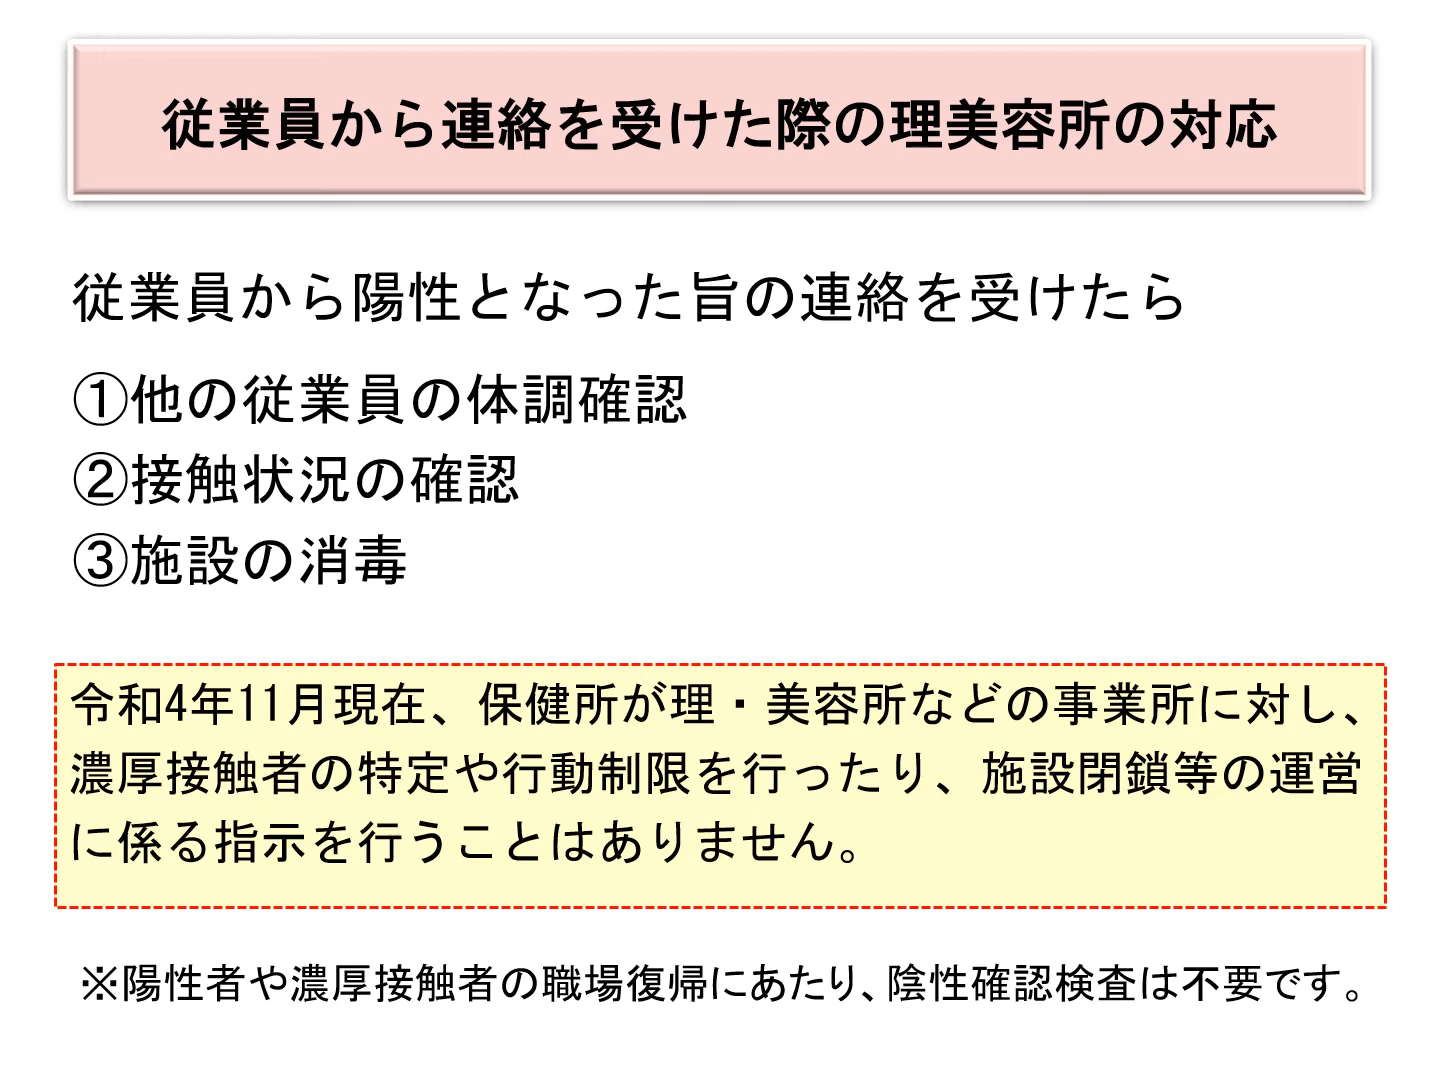 従業員から連絡を受けた際の理美容所の対応
従業員から陽性となった旨の連絡を受けたら
①他の従業員の体調確認
②接触状況の確認
③施設の消毒
令和4年11月現在、保健所が理・美容所などの事業所に対し、
濃厚接触者の特定や行動制限を行ったり、施設閉鎖等の運営
に係る指示を行うことはありません。
※陽性者や濃厚接触者の職場復帰にあたり、陰性確認検査は不要です。